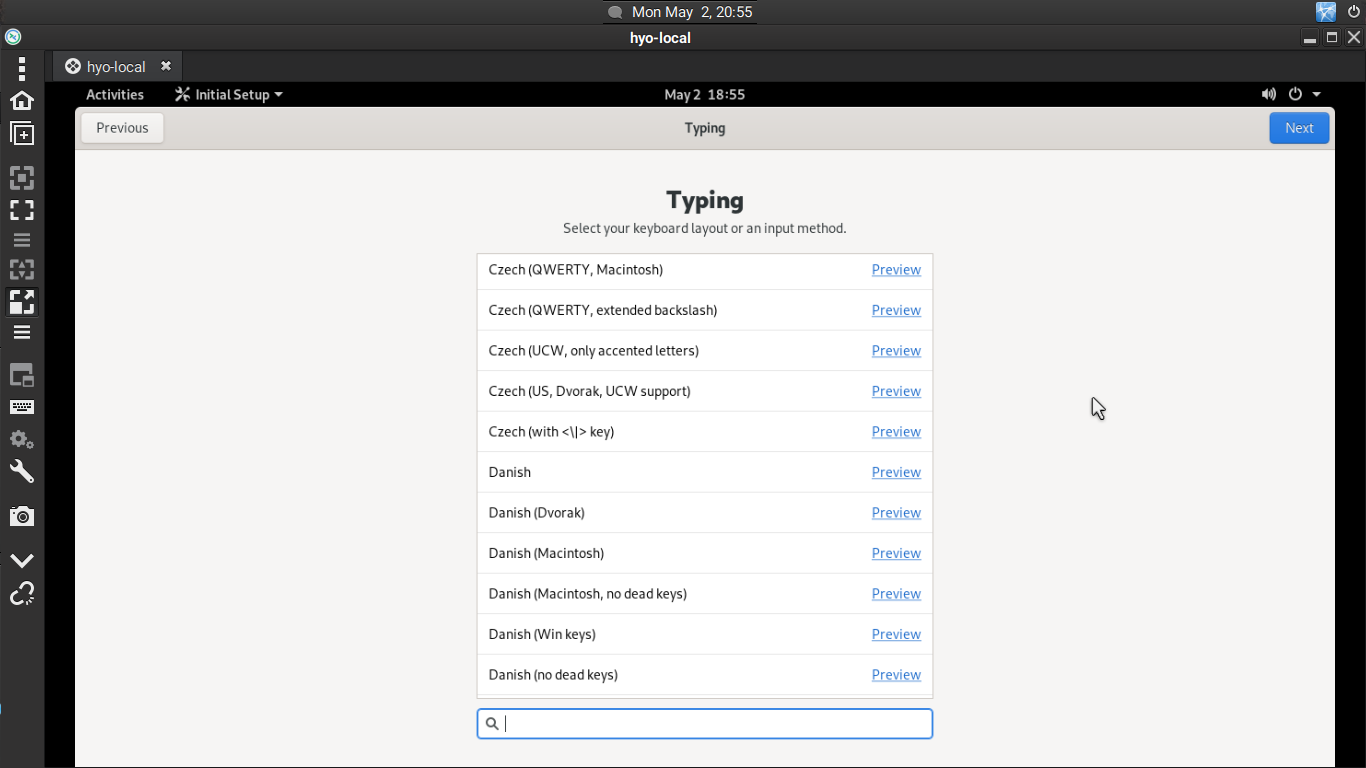 Mon May 2, 20:55
hyo-local
hyo-local
Activities
Initial Setup
May 2 18:55
Previous
Typing
Next
Typing
Select your keyboard layout or an input method.
Czech (QWERTY, Macintosh) Preview
Czech (QWERTY, extended backslash) Preview
Czech (UCW, only accented letters) Preview
Czech (US, Dvorak, UCW support) Preview
Czech (with <\|> key) Preview
Danish Preview
Danish (Dvorak) Preview
Danish (Macintosh) Preview
Danish (Macintosh, no dead keys) Preview
Danish (Win keys) Preview
Danish (no dead keys) Preview